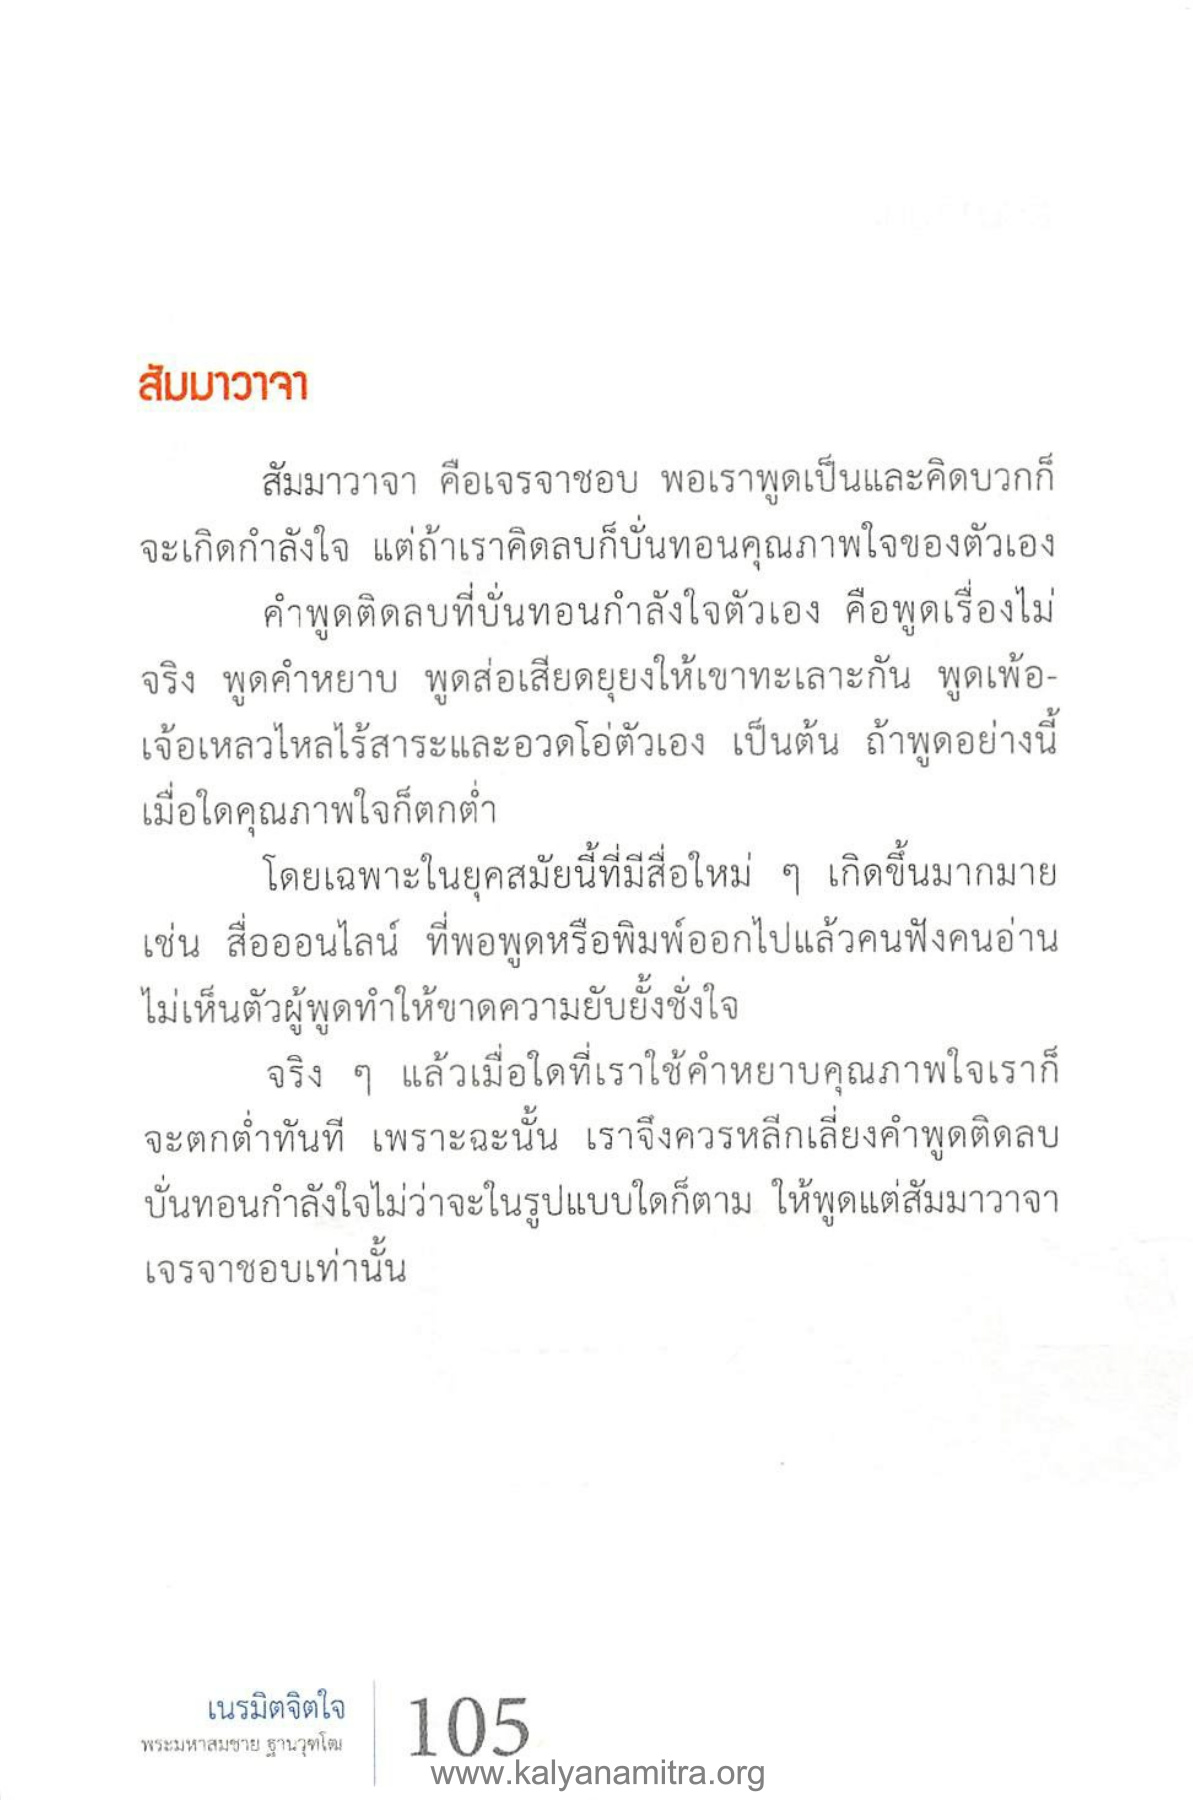 สัมมาวาจา
สัมมาวาจา คือเจรจาชอบ พอเราพูดเป็นและคิดบวกก็
จะเกิดกำลังใจ แต่ถ้าเราคิดลบก็บั่นทอนคุณภาพใจของตัวเอง
คำพูดติดลบที่บั่นทอนกำลังใจตัวเอง คือพูดเรื่องไม่
จริง พูดคำหยาบ พูดส่อเสียดยุยงให้เขาทะเลาะกัน พูดเพ้อ-
เจ้อเหลวไหลไร้สาระและอวดโอ่ตัวเอง เป็นต้น ถ้าพูดอย่างนี้
เมื่อใดคุณภาพใจก็ตกต่ำ
โดยเฉพาะในยุคสมัยนี้ที่มีสื่อใหม่ ๆ เกิดขึ้นมากมาย
เช่น สื่อออนไลน์ ที่พอพูดหรือพิมพ์ออกไปแล้วคนฟังคนอ่าน
ไม่เห็นตัวผู้พูดทำให้ขาดความยับยั้งชั่งใจ
จริง ๆ แล้วเมื่อใดที่เราใช้คำหยาบคุณภาพใจเราก็
จะตกต่ำทันที เพราะฉะนั้น เราจึงควรหลีกเลี่ยงคำพูดติดลบ
บั่นทอนกำลังใจไม่ว่าจะในรูปแบบใดก็ตาม ให้พูดแต่สัมมาวาจา
เจรจาชอบเท่านั้น
เนรมิตจิตใจ
พระมหาสมชาย ฐานวุฑโฒ
105
www.kalyanamitra.org